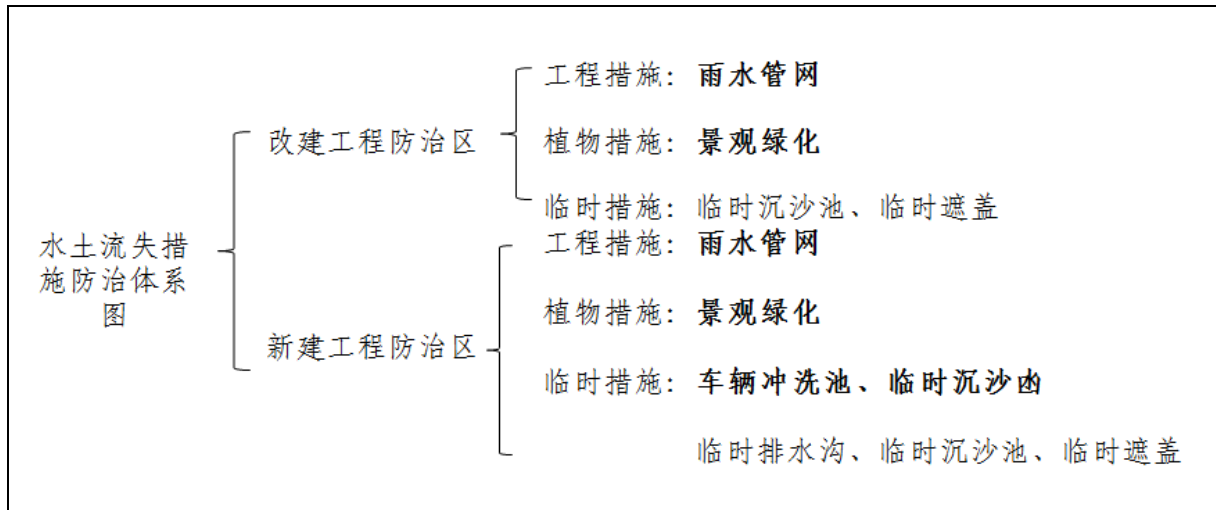 水土流失措
施防治体系
图
改建工程防治区
工程措施：雨水管网
植物措施：景观绿化
临时措施：临时沉沙池、临时遮盖
新建工程防治区
工程措施：雨水管网
植物措施：景观绿化
临时措施：车辆冲洗池、临时沉沙凼
临时排水沟、临时沉沙池、临时遮盖